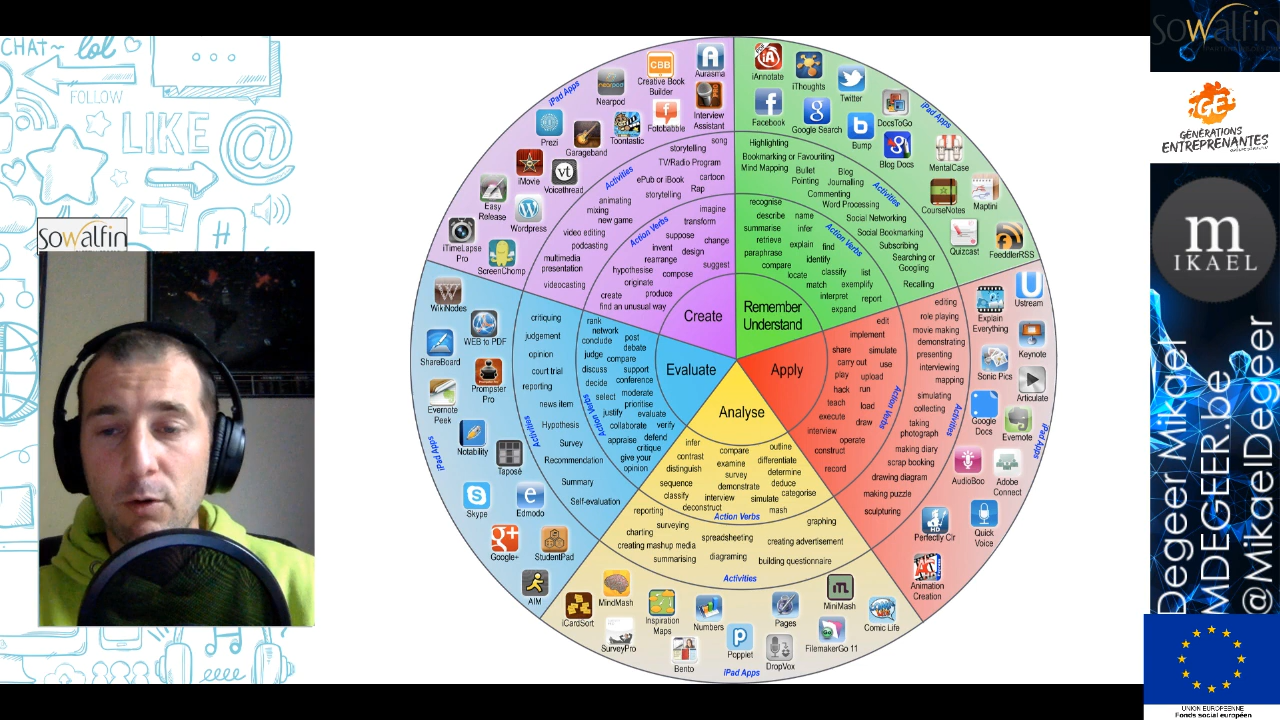 CHAT~ lol
FOLLOW
LIKE @
#
Sowalfin
iPad Apps
Aurasma
CBB
Creative Book
Builder
nearpod
Nearpod
Interview
Assistant
Fotobabble
Toontastic
Garageband
Prezi
iMovie
vt
Voicethread
Easy
Release
Wordpress
iTimeLapse
Pro
ScreenChomp
song
storytelling
TV/Radio Program
Activities
cartoon
ePub or iBook
Rap
storytelling
animating
mixing
new game
video editing
podcasting
multimedia
presentation
videocasting
Action Verbs
imagine
transform
suppose
change
invent
design
rearrange
suggest
hypothesise
compose
originate
create
produce
find an unusual way
Create
iAnnotate
iThoughts
Twitter
Facebook
Google Search
DocsToGo
Bump
Blog Docs
iPad Apps
MentalCase
CourseNotes
Maptini
Quizcast
FeeddlerRSS
Highlighting
Bookmarking or Favouriting
Mind Mapping
Bullet
Pointing
Blog
Journalling
Activities
Commenting
Word Processing
Social Networking
Social Bookmarking
Subscribing
Searching or
Googling
Recalling
recognise
describe
name
summarise
infer
Action Verbs
retrieve
explain
find
paraphrase
identify
compare
classify
list
locate
match
exemplify
interpret
report
expand
Remember
Understand
Ustream
Explain
Everything
Keynote
Sonic Pics
Articulate
Google
Docs
Evernote
iPad Apps
AudioBoo
Adobe
Connect
Perfectly Clr
Quick
Voice
Animation
Creation
editing
role playing
movie making
demonstrating
presenting
interviewing
mapping
simulating
collecting
Activities
taking
photograph
making diary
scrap booking
drawing diagram
making puzzle
sculpturing
edit
implement
share
simulate
carry out
use
play
upload
hack
run
Action Verbs
teach
load
execute
draw
interview
operate
construct
record
Apply
WikiNodes
WEB to PDF
ShareBoard
Prompster
Pro
Evernote
Peek
Notability
iPad Apps
Tapose
Skype
Edmodo
Google+
StudentPad
AIM
critiquing
judgement
opinion
court trial
reporting
news item
Activities
Hypothesis
Survey
Recommendation
Summary
Self-evaluation
rank
network
post
conclude
debate
judge
compare
discuss
support
decide
conference
select
moderate
prioritise
Action Verbs
justify
evaluate
collaborate
verify
appraise
defend
critique
give your
opinion
Evaluate
Analyse
infer
compare
outline
contrast
examine
differentiate
distinguish
survey
determine
sequence
demonstrate
deduce
classify
interview
simulate
categorise
deconstruct
mash
Action Verbs
reporting
graphing
surveying
charting
spreadsheeting
creating advertisement
creating mashup media
summarising
diagraming
building questionnaire
Activities
MindMash
iCardSort
Inspiration
Maps
SurveyPro
Numbers
Bento
Popplet
Pages
DropVox
MiniMash
FilemakerGo 11
Comic Life
iPad Apps
Sowalfin
GE
GÉNÉRATIONS
ENTREPRENANTES
m
IKAEL
Degeer Mikael
MDEGEER.be
@MikaelDegeer
UNION EUROPEENNE
Fonds social européen